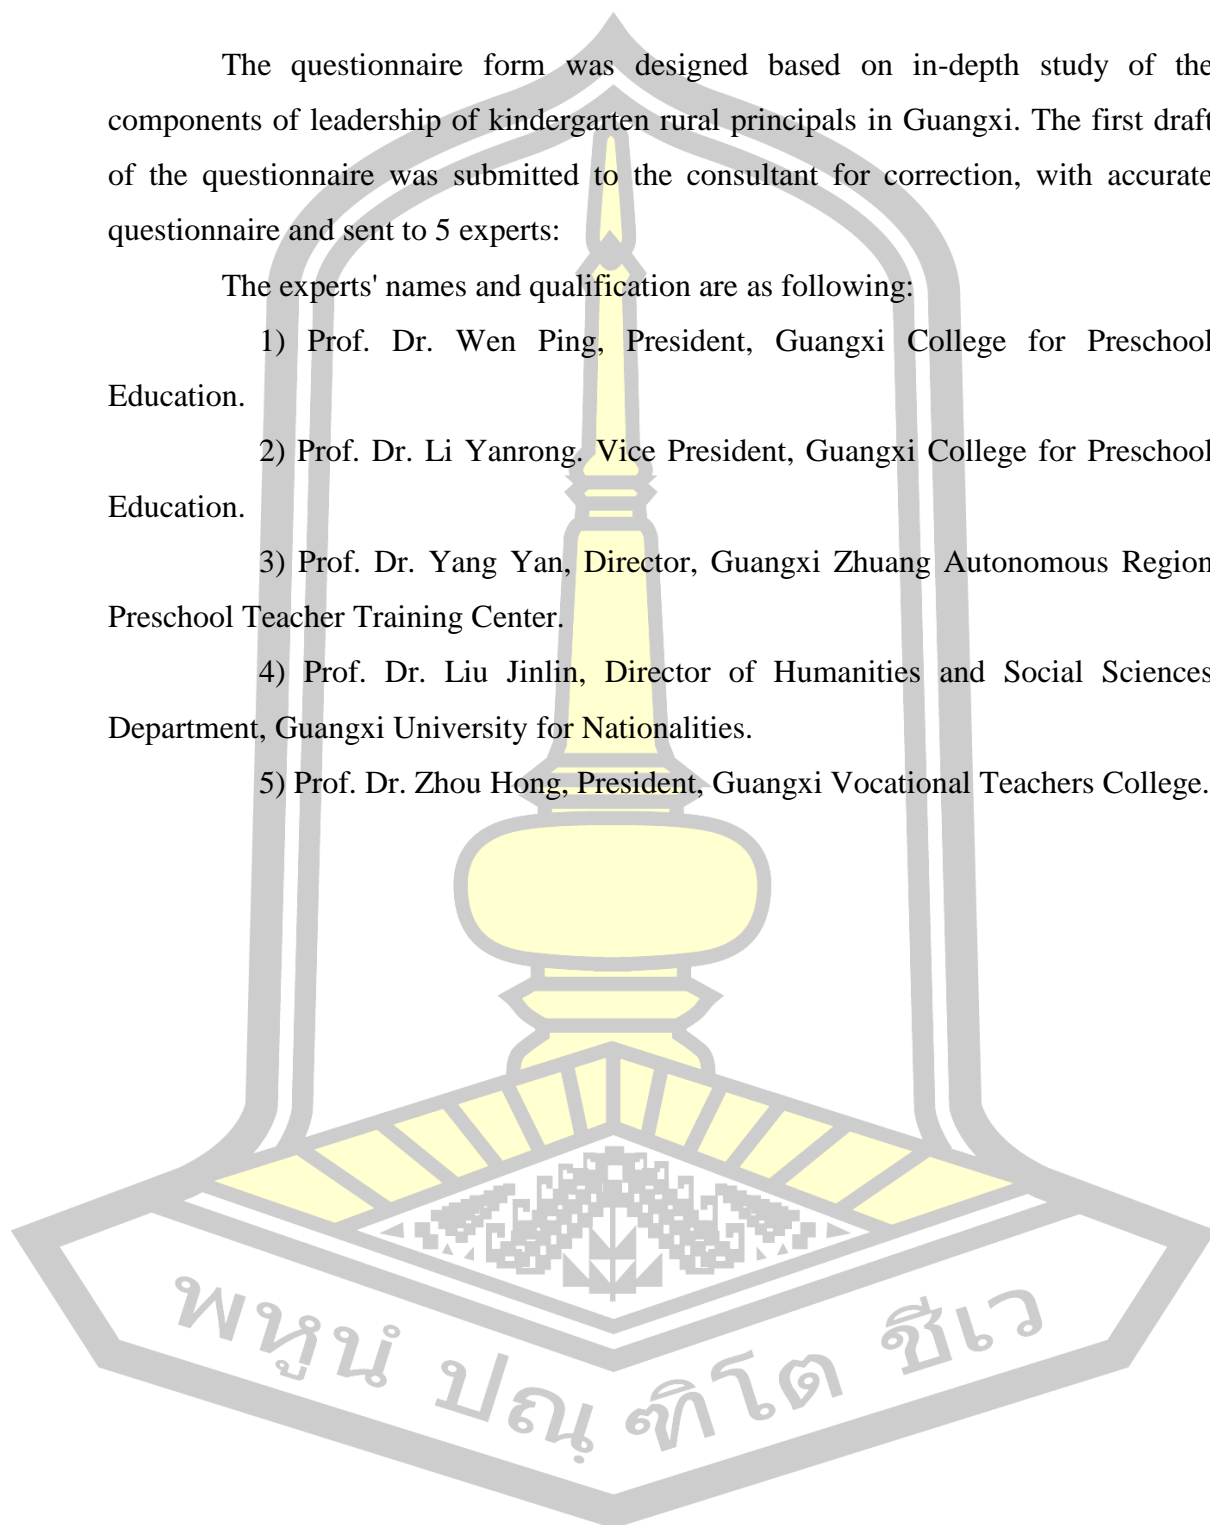 The questionnaire form was designed based on in-depth study of the
components of leadership of kindergarten rural principals in Guangxi. The first draft
of the questionnaire was submitted to the consultant for correction, with accurate
questionnaire and sent to 5 experts:
The experts' names and qualification are as following:
1) Prof. Dr. Wen Ping, President, Guangxi College for Preschool
Education.
2) Prof. Dr. Li Yanrong. Vice President, Guangxi College for Preschool
Education.
3) Prof. Dr. Yang Yan, Director, Guangxi Zhuang Autonomous Region
Preschool Teacher Training Center.
4) Prof. Dr. Liu Jinlin, Director of Humanities and Social Sciences
Department, Guangxi University for Nationalities.
5) Prof. Dr. Zhou Hong, President, Guangxi Vocational Teachers College.
พหูนํ ปณฺ ฑิโต ชีเว